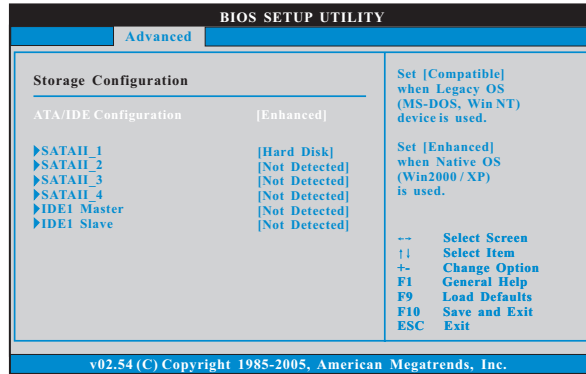 BIOS SETUP UTILITY
Advanced
Storage Configuration
ATA/IDE Configuration [Enhanced]
SATAII_1 [Hard Disk]
SATAII_2 [Not Detected]
SATAII_3 [Not Detected]
SATAII_4 [Not Detected]
IDE1 Master [Not Detected]
IDE1 Slave [Not Detected]
Set [Compatible]
when Legacy OS
(MS-DOS, Win NT)
device is used.
Set [Enhanced]
when Native OS
(Win2000 / XP)
is used.
↔ Select Screen
↑↓ Select Item
+- Change Option
F1 General Help
F9 Load Defaults
F10 Save and Exit
ESC Exit
v02.54 (C) Copyright 1985-2005, American Megatrends, Inc.